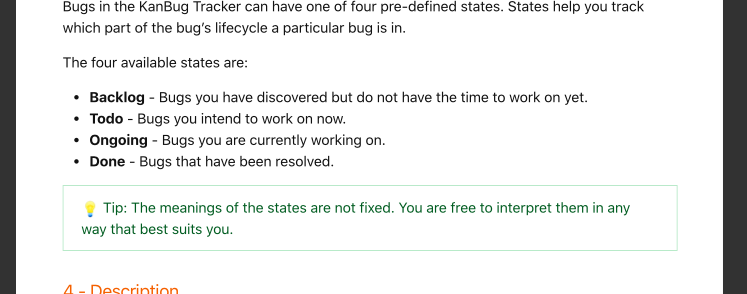 Bugs in the KanBug Tracker can have one of four pre-defined states. States help you track
which part of the bug’s lifecycle a particular bug is in.
The four available states are:
• Backlog - Bugs you have discovered but do not have the time to work on yet.
• Todo - Bugs you intend to work on now.
• Ongoing - Bugs you are currently working on.
• Done - Bugs that have been resolved.
💡 Tip: The meanings of the states are not fixed. You are free to interpret them in any
way that best suits you.
4 - Description